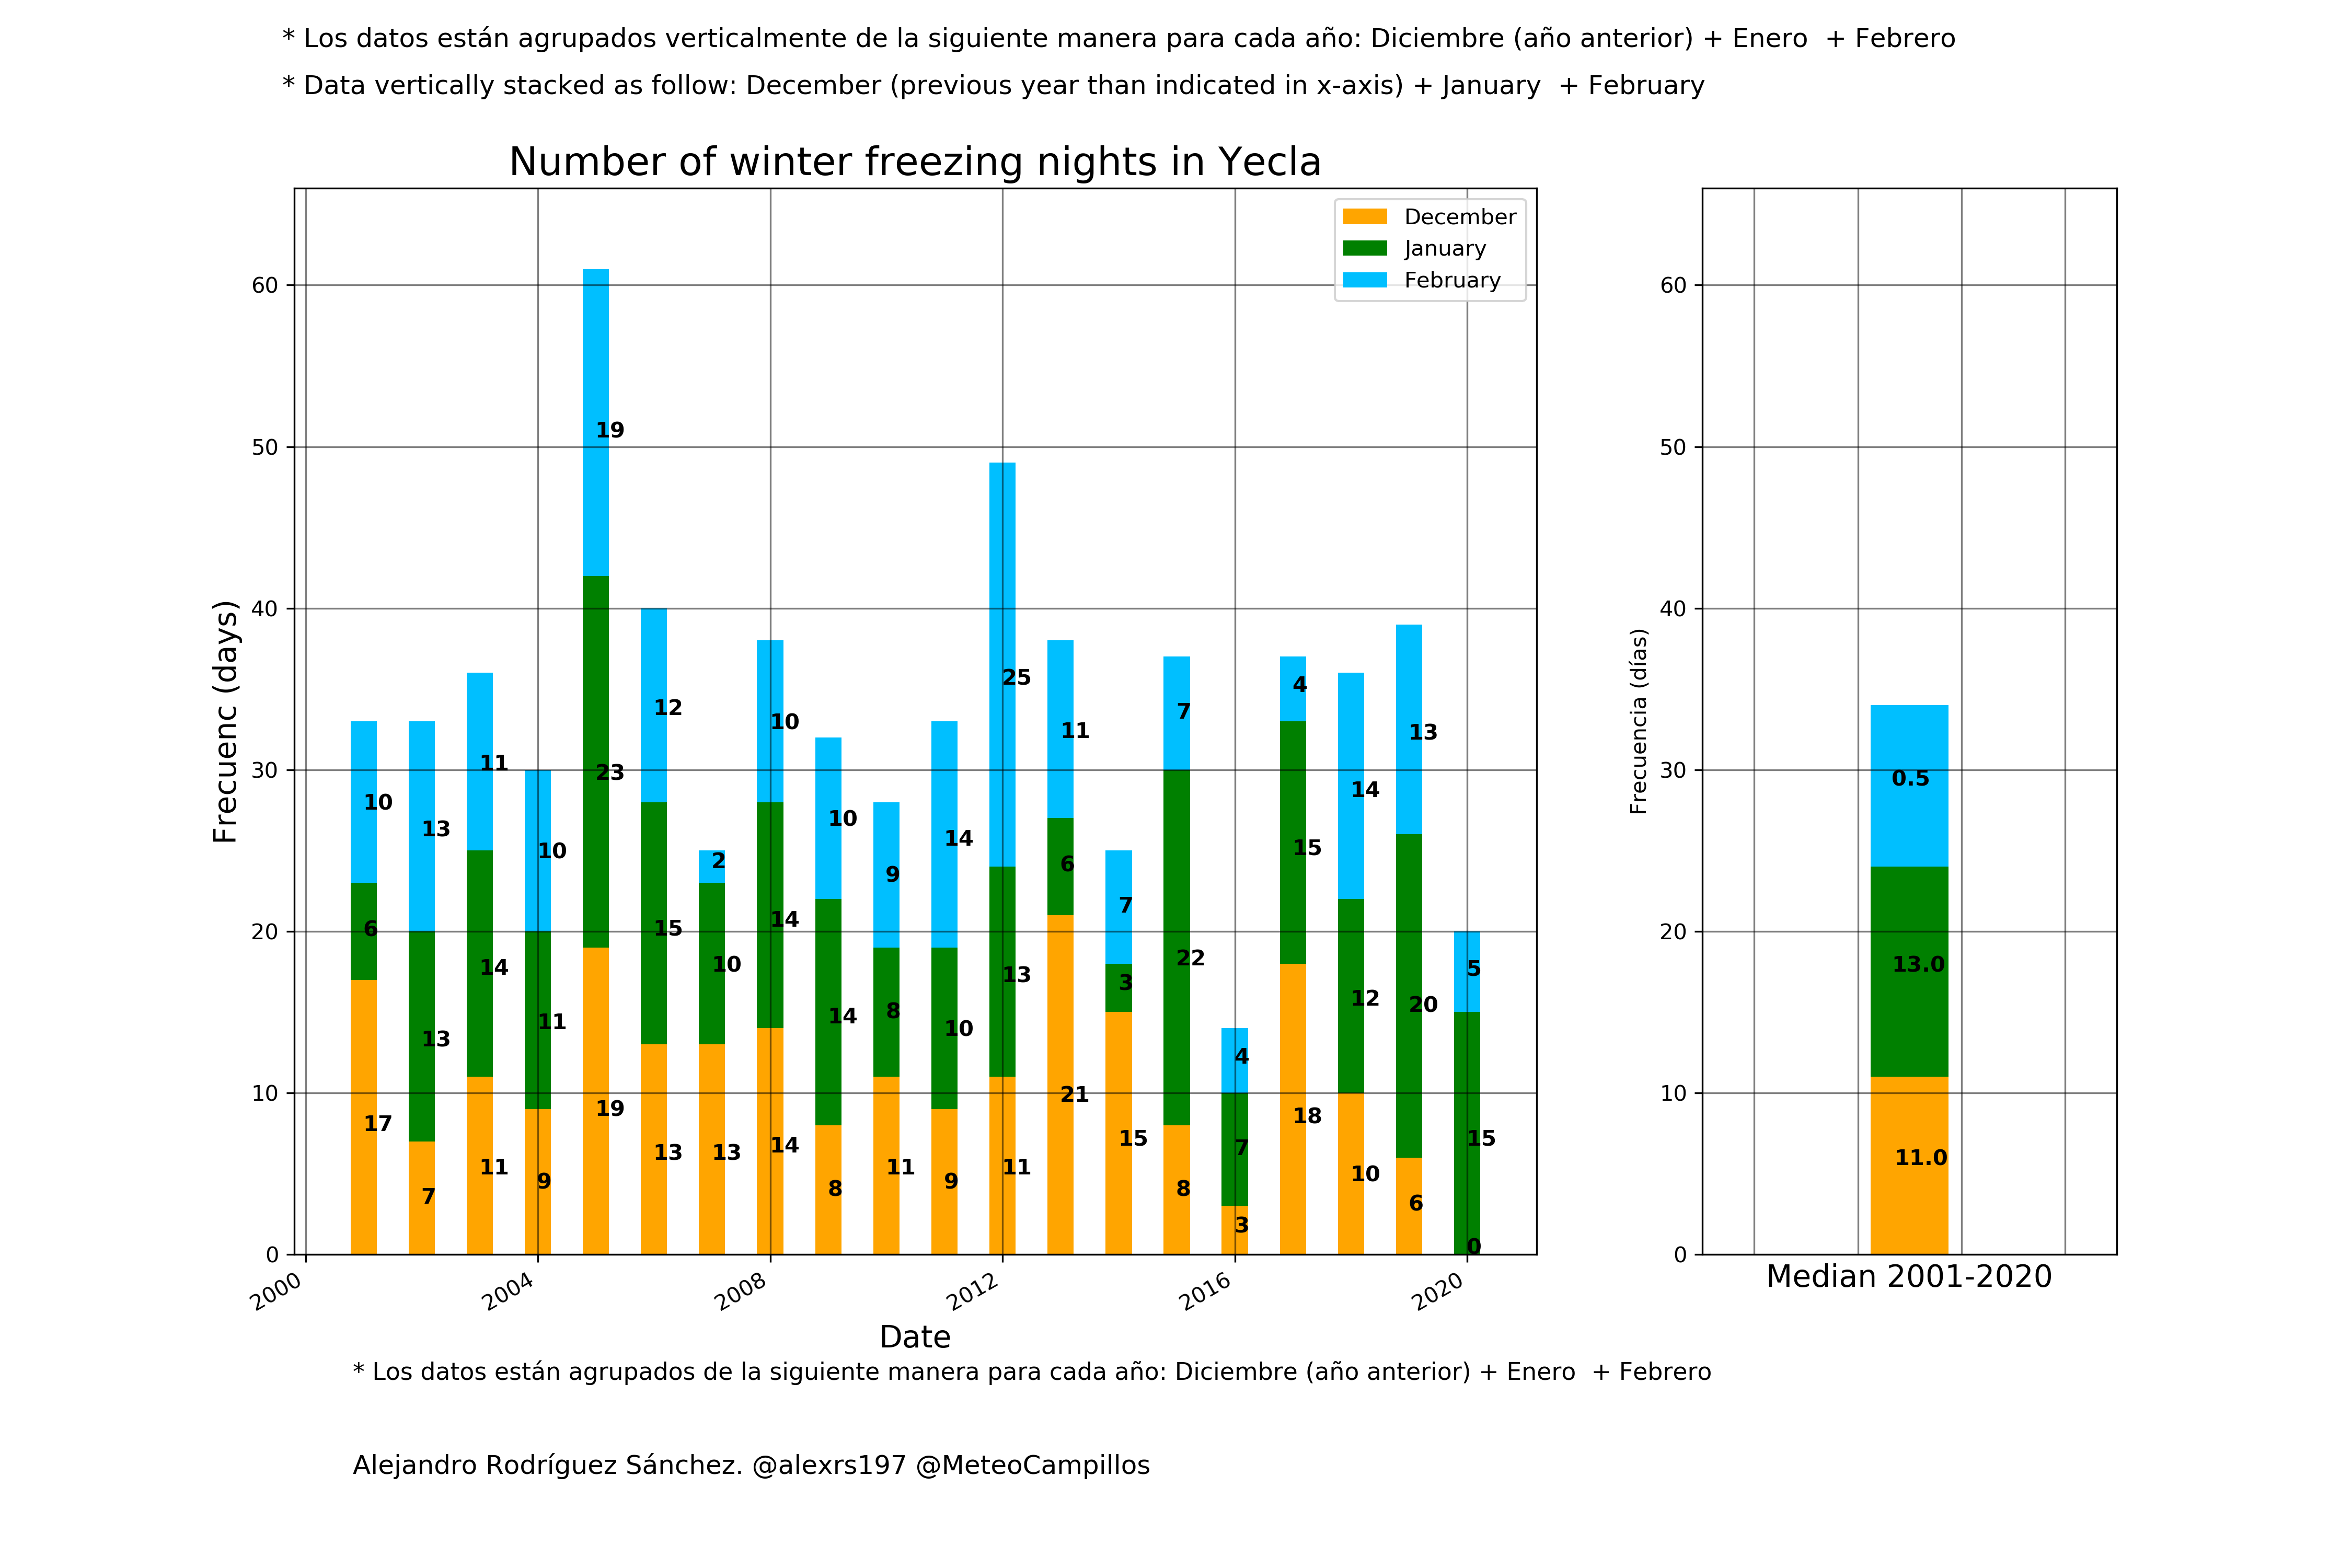 * Los datos están agrupados verticalmente de la siguiente manera para cada año: Diciembre (año anterior) + Enero  + Febrero
* Data vertically stacked as follow: December (previous year than indicated in x-axis) + January  + February
Number of winter freezing nights in Yecla
December
January
February
Frecuenc (days)
60
50
40
30
20
10
0
17 6 10
7 13 13
11 14 11
9 11 10
19 23 19
13 15 12
13 10 2
14 14 10
8 14 10
11 8 9
9 10 14
11 13 25
21 6 11
15 3 7
8 22 7
3 7 4
18 15 4
10 12 14
6 20 13
0 15 5
2000 2004 2008 2012 2016 2020
Date
Frecuencia (días)
60
50
40
30
20
10
0
0.5
13.0
11.0
Median 2001-2020
* Los datos están agrupados de la siguiente manera para cada año: Diciembre (año anterior) + Enero  + Febrero
Alejandro Rodríguez Sánchez. @alexrs197 @MeteoCampillos